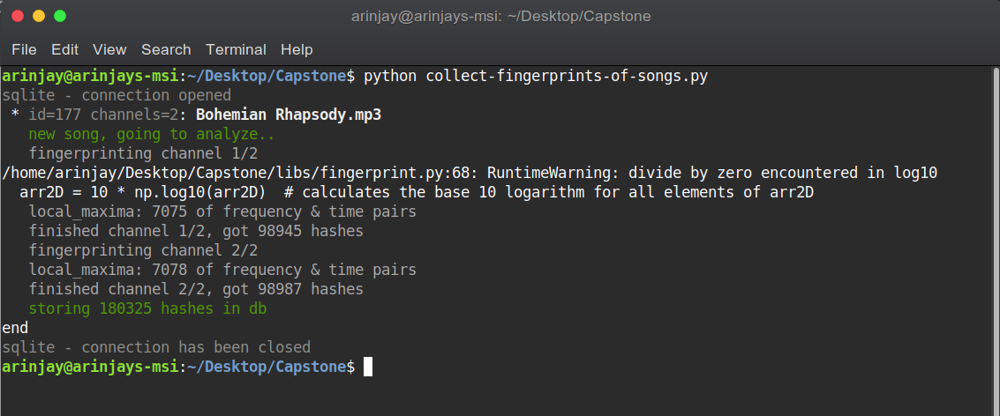 arinjay@arinjays-msi: ~/Desktop/Capstone
File Edit View Search Terminal Help
arinjay@arinjays-msi:~/Desktop/Capstone$ python collect-fingerprints-of-songs.py
sqlite - connection opened
 * id=177 channels=2: Bohemian Rhapsody.mp3
   new song, going to analyze..
   fingerprinting channel 1/2
/home/arinjay/Desktop/Capstone/libs/fingerprint.py:68: RuntimeWarning: divide by zero encountered in log10
  arr2D = 10 * np.log10(arr2D)  # calculates the base 10 logarithm for all elements of arr2D
   local_maxima: 7075 of frequency & time pairs
   finished channel 1/2, got 98945 hashes
   fingerprinting channel 2/2
   local_maxima: 7078 of frequency & time pairs
   finished channel 2/2, got 98987 hashes
   storing 180325 hashes in db
end
sqlite - connection has been closed
arinjay@arinjays-msi:~/Desktop/Capstone$